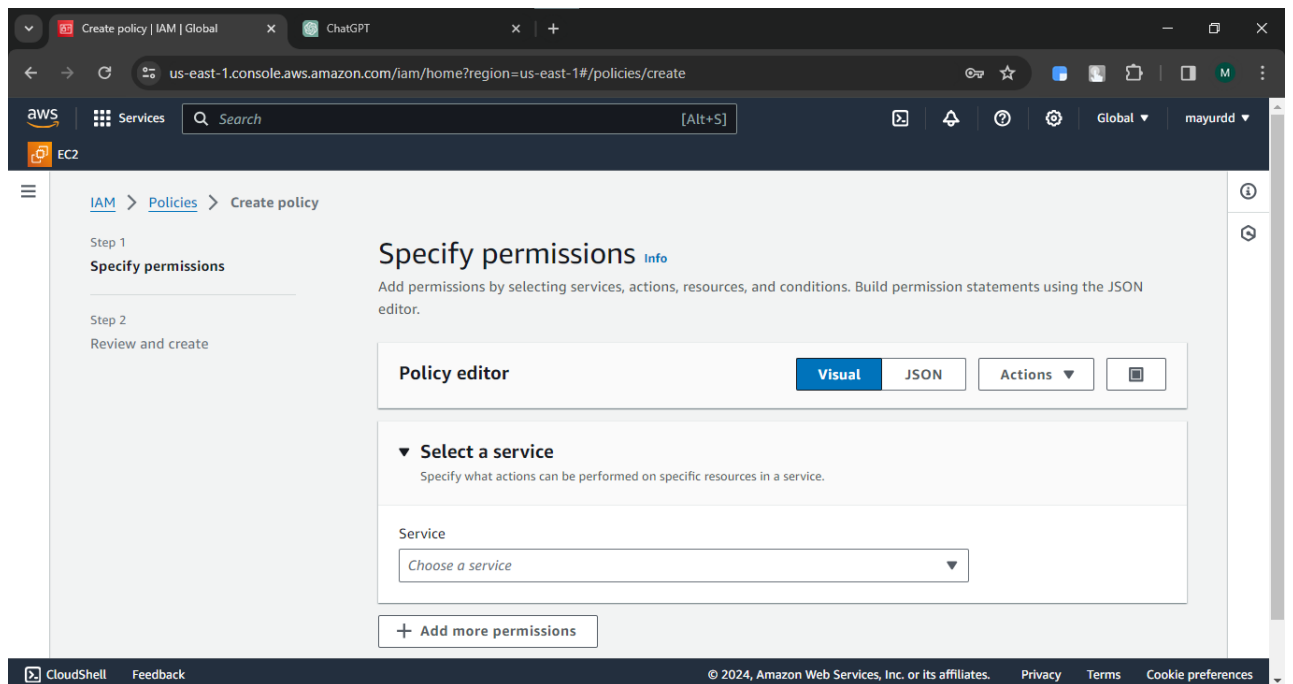 Create policy | IAM | Global
ChatGPT
us-east-1.console.aws.amazon.com/iam/home?region=us-east-1#/policies/create
M
aws
Services
Search
[Alt+S]
Global
mayurdd
EC2
IAM > Policies > Create policy
Step 1
Specify permissions
Step 2
Review and create
Specify permissions Info
Add permissions by selecting services, actions, resources, and conditions. Build permission statements using the JSON
editor.
Policy editor
Visual
JSON
Actions
Select a service
Specify what actions can be performed on specific resources in a service.
Service
Choose a service
+ Add more permissions
CloudShell
Feedback
© 2024, Amazon Web Services, Inc. or its affiliates.
Privacy
Terms
Cookie preferences